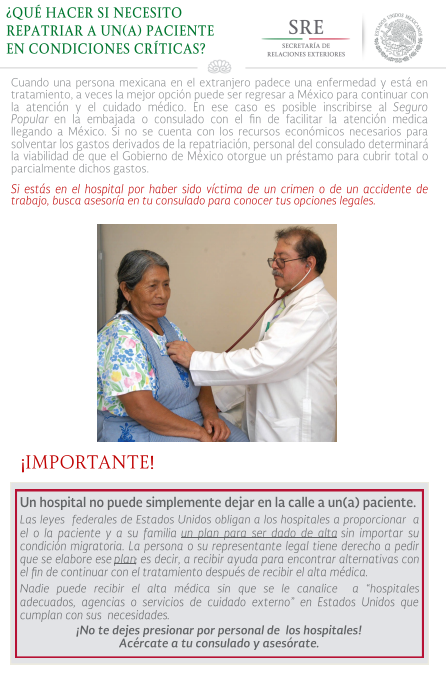 ¿QUÉ HACER SI NECESITO
REPATRIAR A UN(A) PACIENTE
EN CONDICIONES CRÍTICAS?
SRE
SECRETARÍA DE
RELACIONES EXTERIORES
ESTADOS UNIDOS MEXICANOS
Cuando una persona mexicana en el extranjero padece una enfermedad y está en
tratamiento, a veces la mejor opción puede ser regresar a México para continuar con
la atención y el cuidado médico. En ese caso es posible inscribirse al Seguro
Popular en la embajada o consulado con el fin de facilitar la atención medica
llegando a México. Si no se cuenta con los recursos económicos necesarios para
solventar los gastos derivados de la repatriación, personal del consulado determinará
la viabilidad de que el Gobierno de México otorgue un préstamo para cubrir total o
parcialmente dichos gastos.
Si estás en el hospital por haber sido víctima de un crimen o de un accidente de
trabajo, busca asesoría en tu consulado para conocer tus opciones legales.
¡IMPORTANTE!
Un hospital no puede simplemente dejar en la calle a un(a) paciente.
Las leyes federales de Estados Unidos obligan a los hospitales a proporcionar a
el o la paciente y a su familia un plan para ser dado de alta sin importar su
condición migratoria. La persona o su representante legal tiene derecho a pedir
que se elabore ese plan; es decir, a recibir ayuda para encontrar alternativas con
el fin de continuar con el tratamiento después de recibir el alta médica.
Nadie puede recibir el alta médica sin que se le canalice a "hospitales
adecuados, agencias o servicios de cuidado externo" en Estados Unidos que
cumplan con sus necesidades.
¡No te dejes presionar por personal de los hospitales!
Acércate a tu consulado y asesórate.